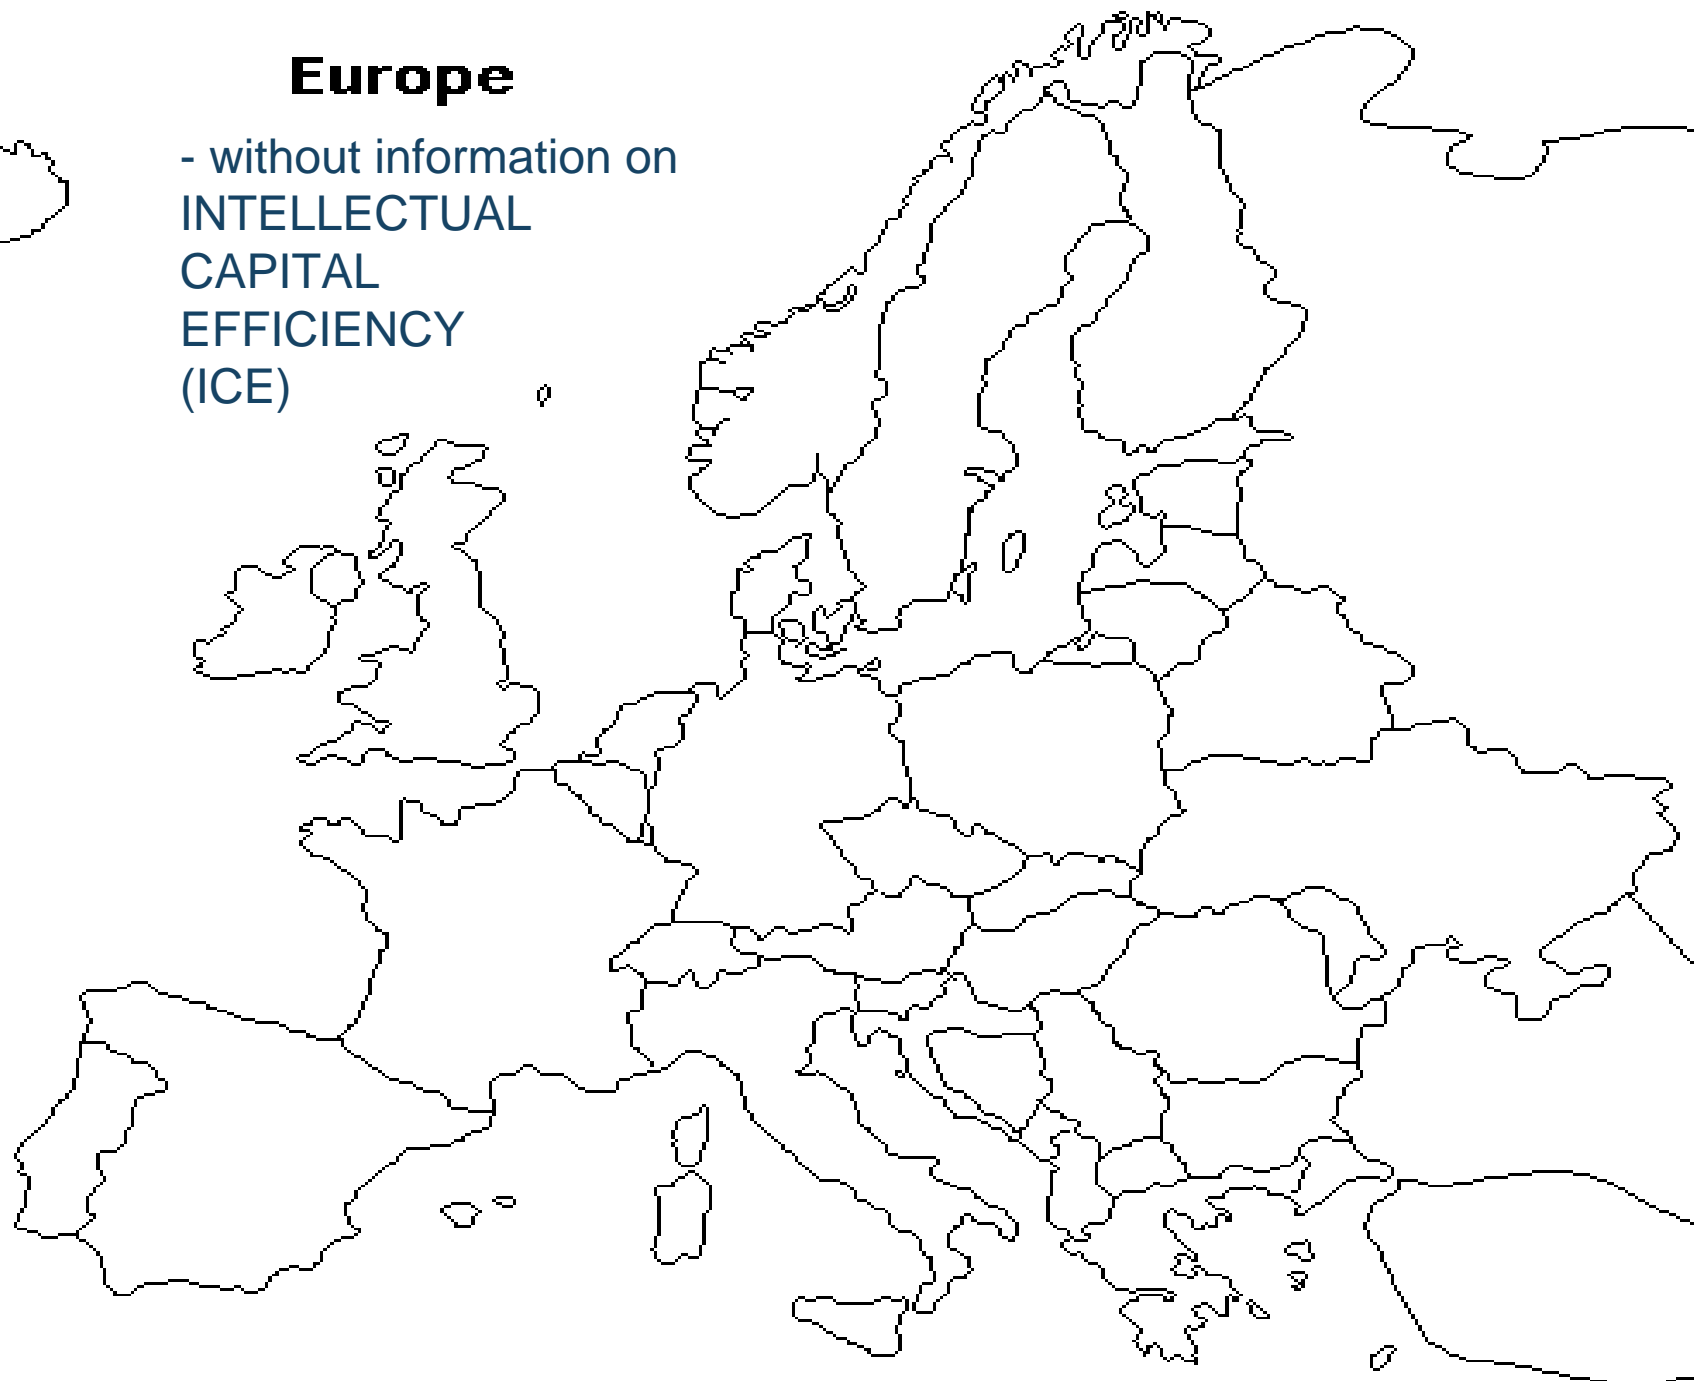 Europe
- without information on
INTELLECTUAL
CAPITAL
EFFICIENCY
(ICE)